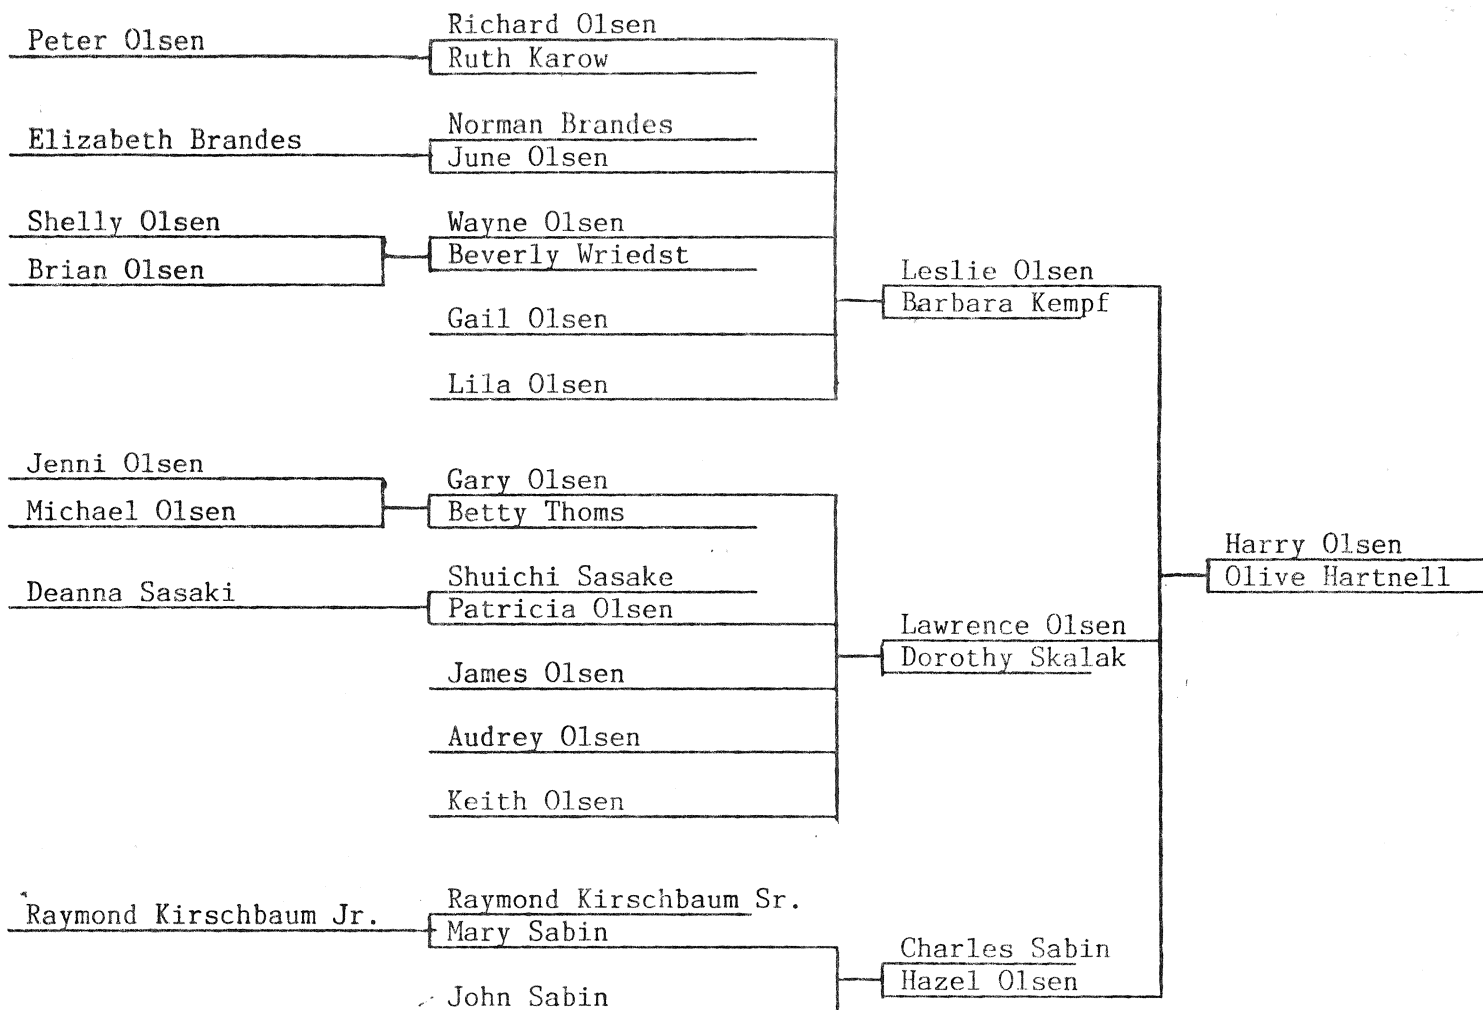 Peter Olsen
Richard Olsen
Ruth Karow
Elizabeth Brandes
Norman Brandes
June Olsen
Shelly Olsen
Brian Olsen
Wayne Olsen
Beverly Wriedst
Gail Olsen
Lila Olsen
Leslie Olsen
Barbara Kempf
Jenni Olsen
Michael Olsen
Gary Olsen
Betty Thoms
Deanna Sasaki
Shuichi Sasake
Patricia Olsen
James Olsen
Audrey Olsen
Keith Olsen
Lawrence Olsen
Dorothy Skalak
Harry Olsen
Olive Hartnell
Raymond Kirschbaum Jr.
Raymond Kirschbaum Sr.
Mary Sabin
John Sabin
Charles Sabin
Hazel Olsen